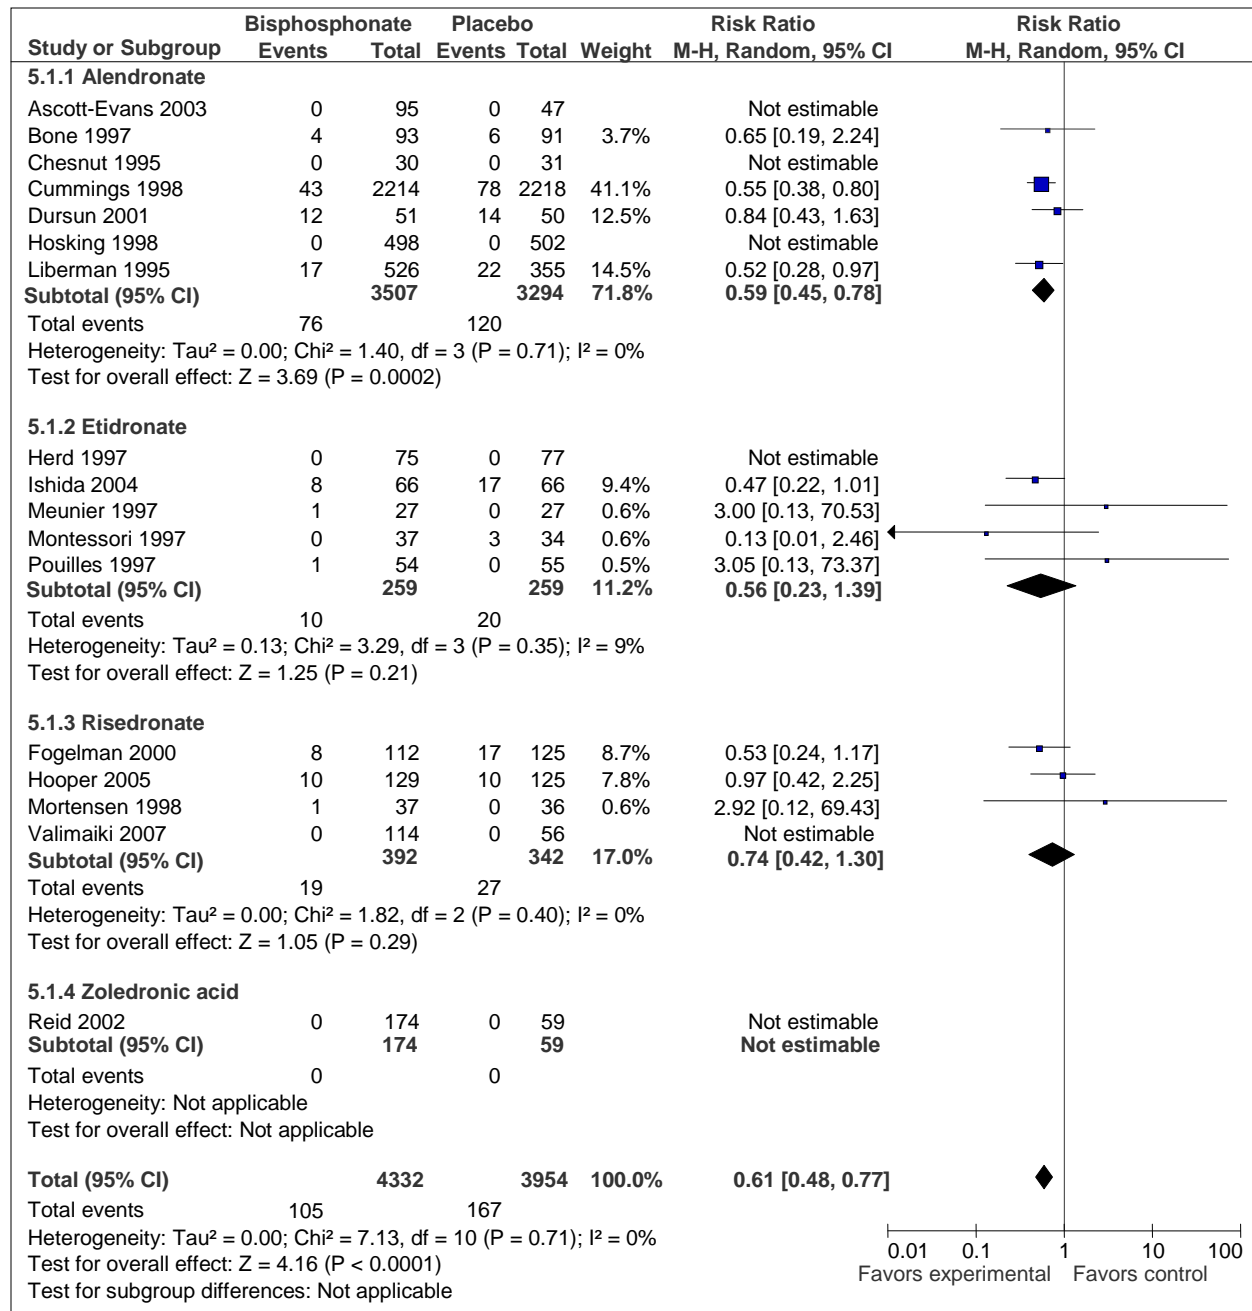 Bisphosphonate Placebo Risk Ratio Risk Ratio
Study or Subgroup Events Total Events Total Weight M-H, Random, 95% CI M-H, Random, 95% CI
5.1.1 Alendronate
Ascott-Evans 2003 0 95 0 47 Not estimable
Bone 1997 4 93 6 91 3.7% 0.65 [0.19, 2.24]
Chesnut 1995 0 30 0 31 Not estimable
Cummings 1998 43 2214 78 2218 41.1% 0.55 [0.38, 0.80]
Dursun 2001 12 51 14 50 12.5% 0.84 [0.43, 1.63]
Hosking 1998 0 498 0 502 Not estimable
Liberman 1995 17 526 22 355 14.5% 0.52 [0.28, 0.97]
Subtotal (95% CI) 3507 3294 71.8% 0.59 [0.45, 0.78]
Total events 76 120
Heterogeneity: Tau² = 0.00; Chi² = 1.40, df = 3 (P = 0.71); I² = 0%
Test for overall effect: Z = 3.69 (P = 0.0002)
5.1.2 Etidronate
Herd 1997 0 75 0 77 Not estimable
Ishida 2004 8 66 17 66 9.4% 0.47 [0.22, 1.01]
Meunier 1997 1 27 0 27 0.6% 3.00 [0.13, 70.53]
Montessori 1997 0 37 3 34 0.6% 0.13 [0.01, 2.46]
Pouilles 1997 1 54 0 55 0.5% 3.05 [0.13, 73.37]
Subtotal (95% CI) 259 259 11.2% 0.56 [0.23, 1.39]
Total events 10 20
Heterogeneity: Tau² = 0.13; Chi² = 3.29, df = 3 (P = 0.35); I² = 9%
Test for overall effect: Z = 1.25 (P = 0.21)
5.1.3 Risedronate
Fogelman 2000 8 112 17 125 8.7% 0.53 [0.24, 1.17]
Hooper 2005 10 129 10 125 7.8% 0.97 [0.42, 2.25]
Mortensen 1998 1 37 0 36 0.6% 2.92 [0.12, 69.43]
Valimaiki 2007 0 114 0 56 Not estimable
Subtotal (95% CI) 392 342 17.0% 0.74 [0.42, 1.30]
Total events 19 27
Heterogeneity: Tau² = 0.00; Chi² = 1.82, df = 2 (P = 0.40); I² = 0%
Test for overall effect: Z = 1.05 (P = 0.29)
5.1.4 Zoledronic acid
Reid 2002 0 174 0 59 Not estimable
Subtotal (95% CI) 174 59 Not estimable
Total events 0 0
Heterogeneity: Not applicable
Test for overall effect: Not applicable
Total (95% CI) 4332 3954 100.0% 0.61 [0.48, 0.77]
Total events 105 167
Heterogeneity: Tau² = 0.00; Chi² = 7.13, df = 10 (P = 0.71); I² = 0%
Test for overall effect: Z = 4.16 (P < 0.0001)
Test for subgroup differences: Not applicable
0.01 0.1 1 10 100
Favors experimental Favors control